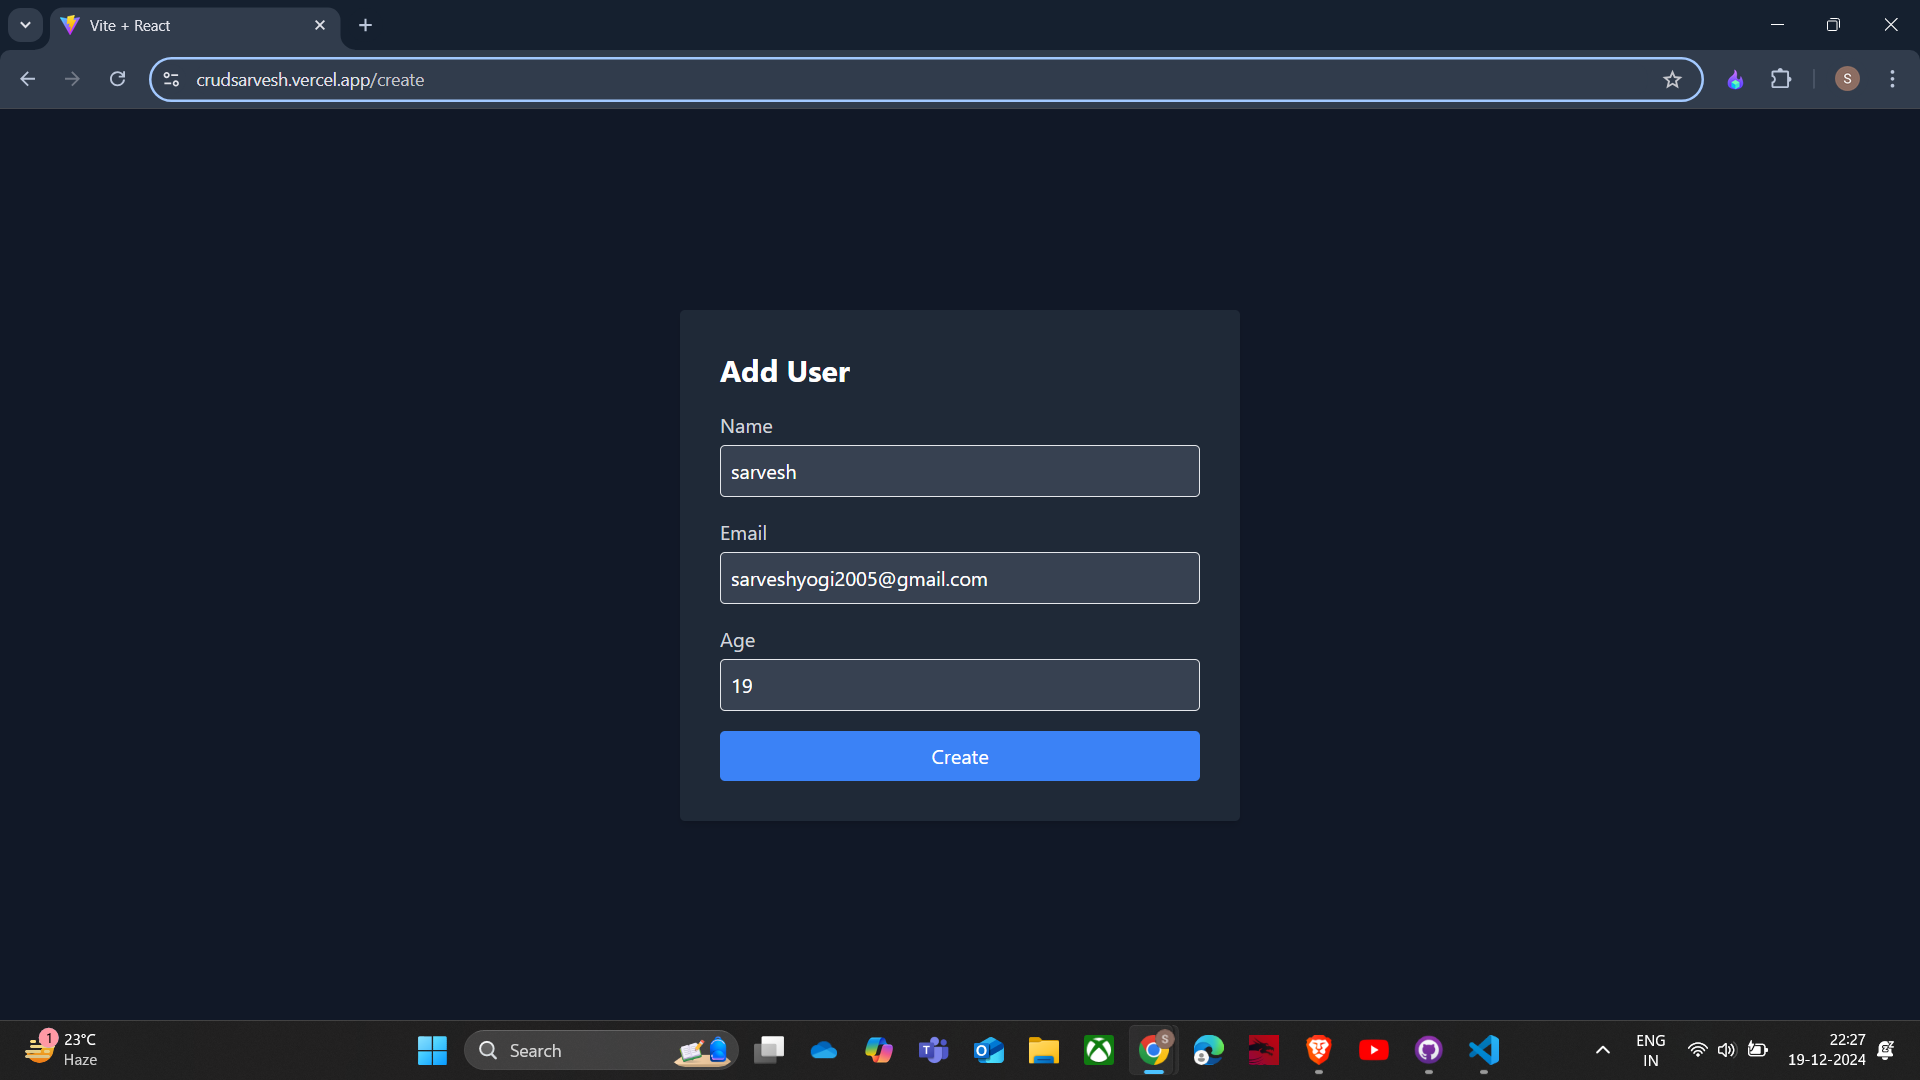 Vite + React
crudsarvesh.vercel.app/create
S
Add User
Name
sarvesh
Email
sarveshyogi2005@gmail.com
Age
19
Create
1
23°C
Haze
Search
S
ENG
IN
22:27
19-12-2024